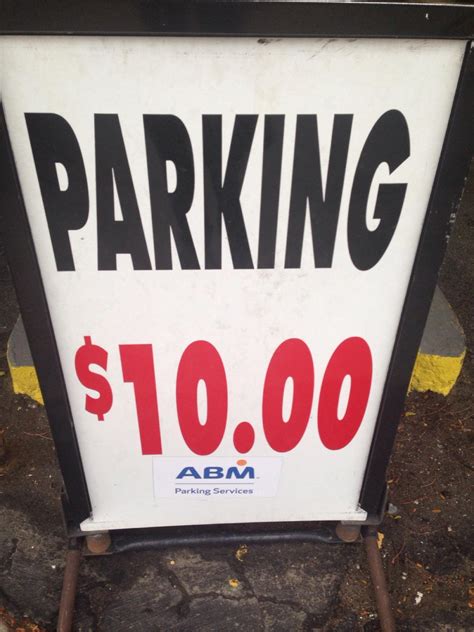 PARKING
$10.00
ABM
Parking Services